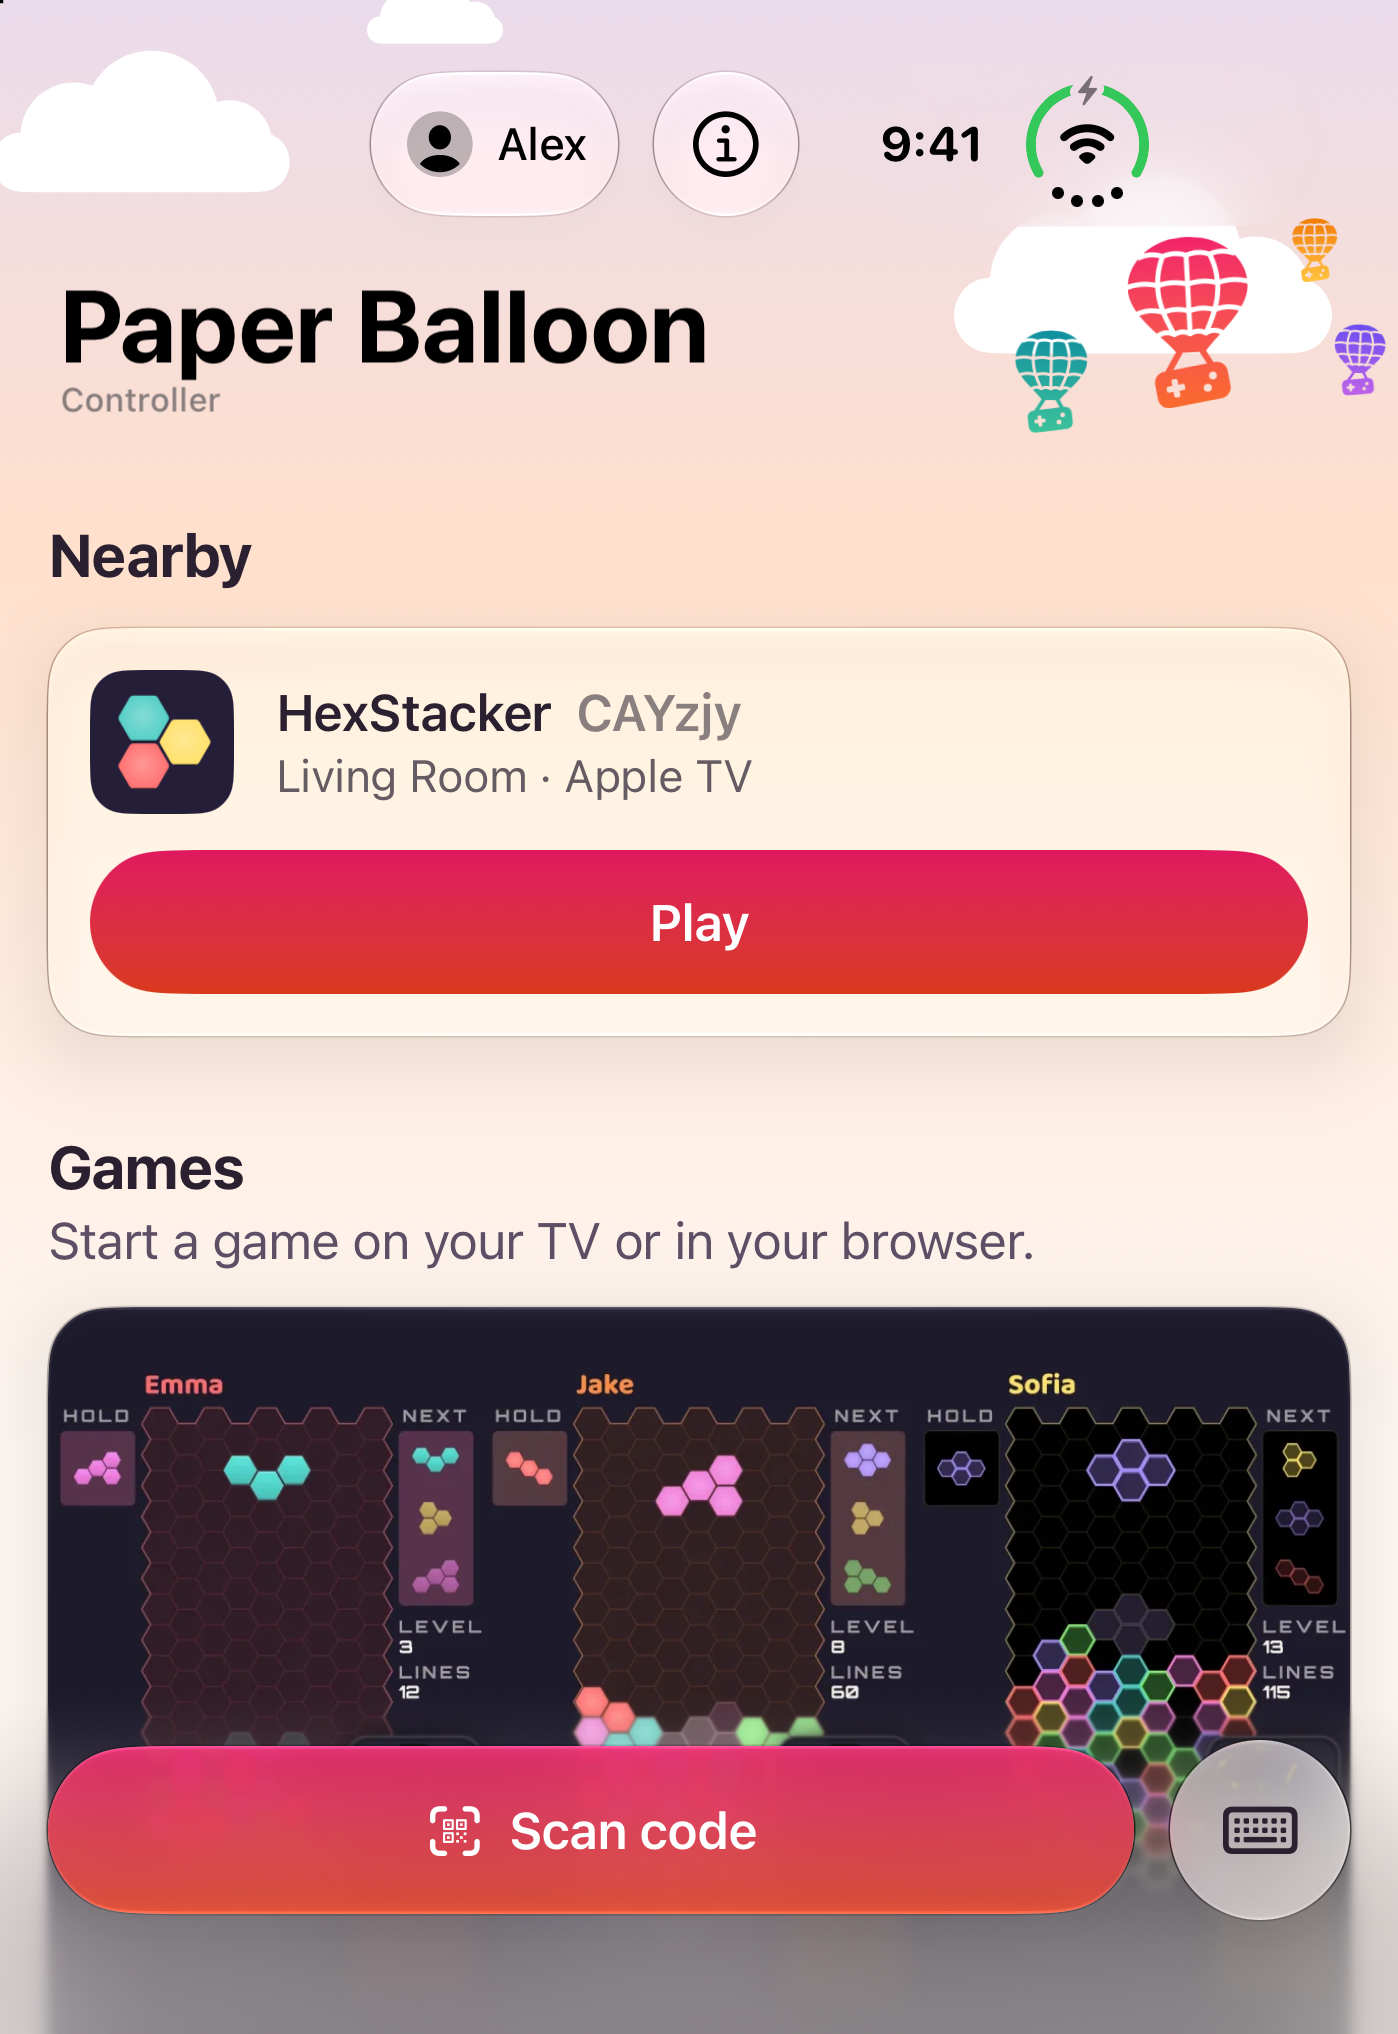 Alex
9:41
Paper Balloon
Controller
Nearby
HexStacker CAYzjy
Living Room · Apple TV
Play
Games
Start a game on your TV or in your browser.
Emma
HOLD
NEXT
LEVEL
3
LINES
12
Jake
HOLD
NEXT
LEVEL
8
LINES
60
Sofia
HOLD
NEXT
LEVEL
13
LINES
115
Scan code